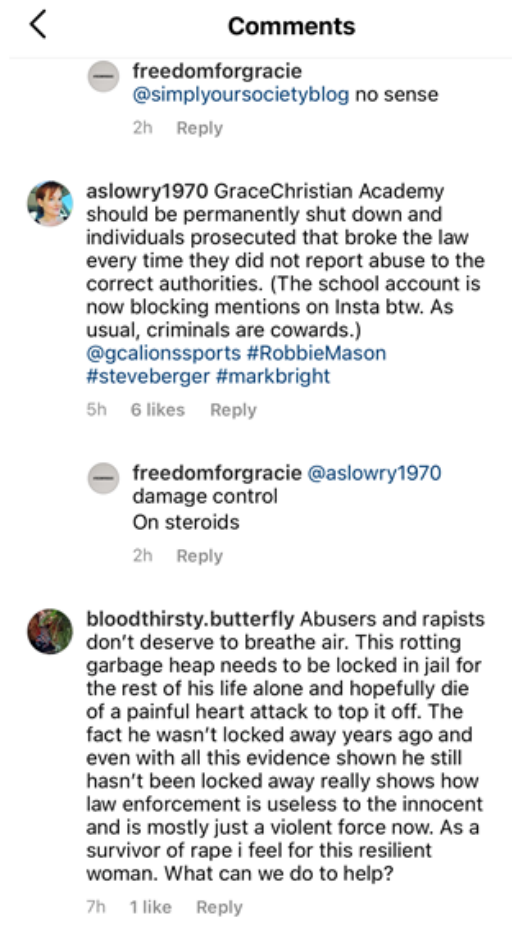 Comments
freedomforgracie
@simplyoursocietyblog no sense
2h Reply
aslowry1970 GraceChristian Academy
should be permanently shut down and
individuals prosecuted that broke the law
every time they did not report abuse to the
correct authorities. (The school account is
now blocking mentions on Insta btw. As
usual, criminals are cowards.)
@gcalionssports #RobbieMason
#steveberger #markbright
5h 6 likes Reply
freedomforgracie @aslowry1970
damage control
On steroids
2h Reply
bloodthirsty.butterfly Abusers and rapists
don’t deserve to breathe air. This rotting
garbage heap needs to be locked in jail for
the rest of his life alone and hopefully die
of a painful heart attack to top it off. The
fact he wasn’t locked away years ago and
even with all this evidence shown he still
hasn’t been locked away really shows how
law enforcement is useless to the innocent
and is mostly just a violent force now. As a
survivor of rape i feel for this resilient
woman. What can we do to help?
7h 1 like Reply